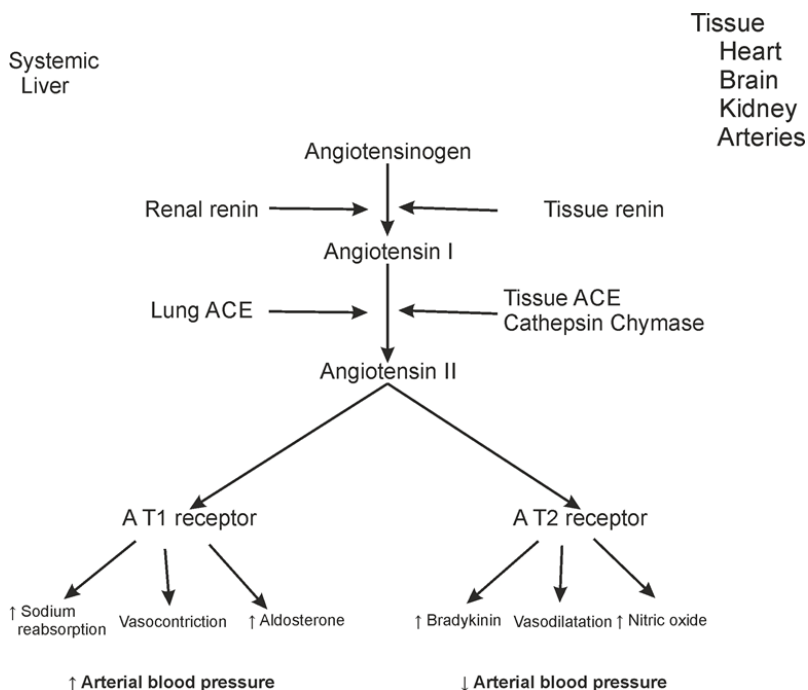 Systemic
Liver
Tissue
Heart
Brain
Kidney
Arteries
Angiotensinogen
Renal renin
Tissue renin
Angiotensin I
Lung ACE
Tissue ACE
Cathepsin Chymase
Angiotensin II
A T1 receptor
A T2 receptor
↑ Sodium
reabsorption
Vasocontriction
↑ Aldosterone
↑ Bradykinin
Vasodilatation
↑ Nitric oxide
↑ Arterial blood pressure
↓ Arterial blood pressure